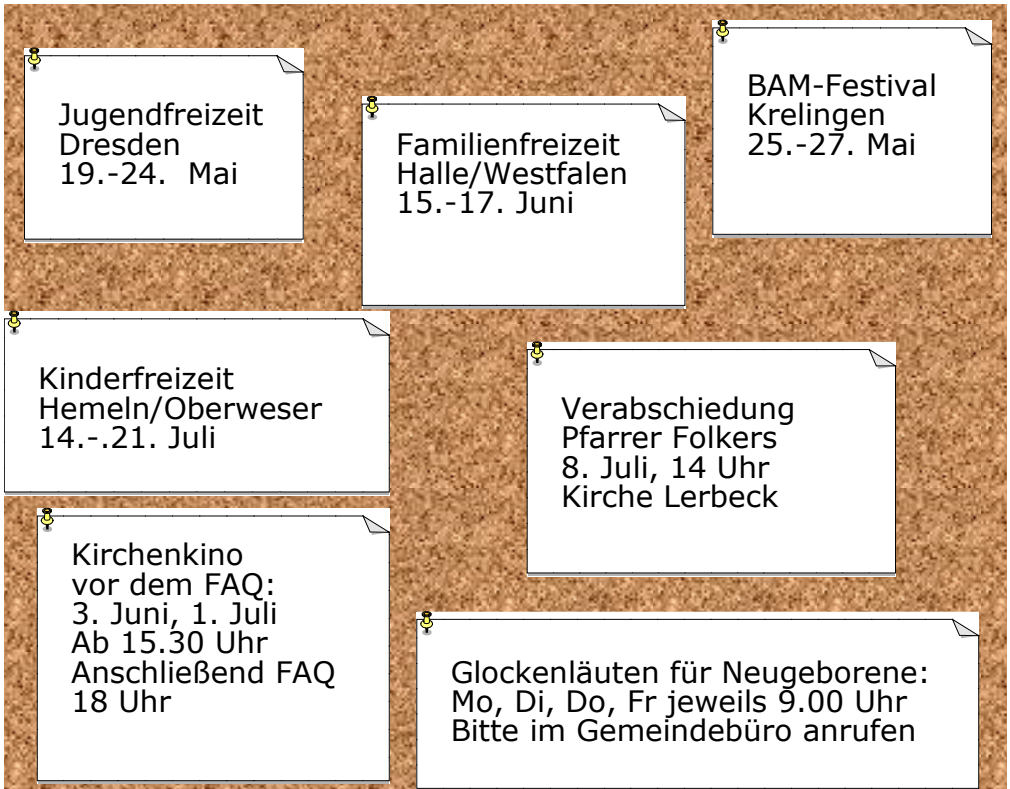 Jugendfreizeit
Dresden
19.-24.  Mai
Familienfreizeit
Halle/Westfalen
15.-17. Juni
BAM-Festival
Krelingen
25.-27. Mai
Kinderfreizeit
Hemeln/Oberweser
14.-.21. Juli
Verabschiedung
Pfarrer Folkers
8. Juli, 14 Uhr
Kirche Lerbeck
Kirchenkino
vor dem FAQ:
3. Juni, 1. Juli
Ab 15.30 Uhr
Anschließend FAQ
18 Uhr
Glockenläuten für Neugeborene:
Mo, Di, Do, Fr jeweils 9.00 Uhr
Bitte im Gemeindebüro anrufen